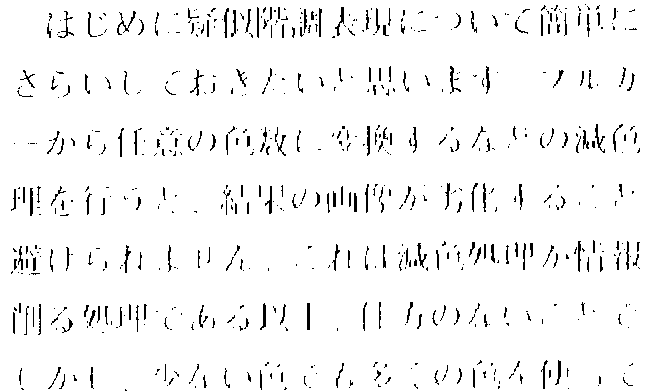 はじめに疑似階調表現について簡単に
さらいしておきたいと思います フルカ
ーから任意の色数に変換するなどの減色
理を行うと、結果の画像が劣化すること
避けられません。これは減色処理が情報
削る処理である以上、仕方のないことで
しかし、少ない色でも多くの色を使って